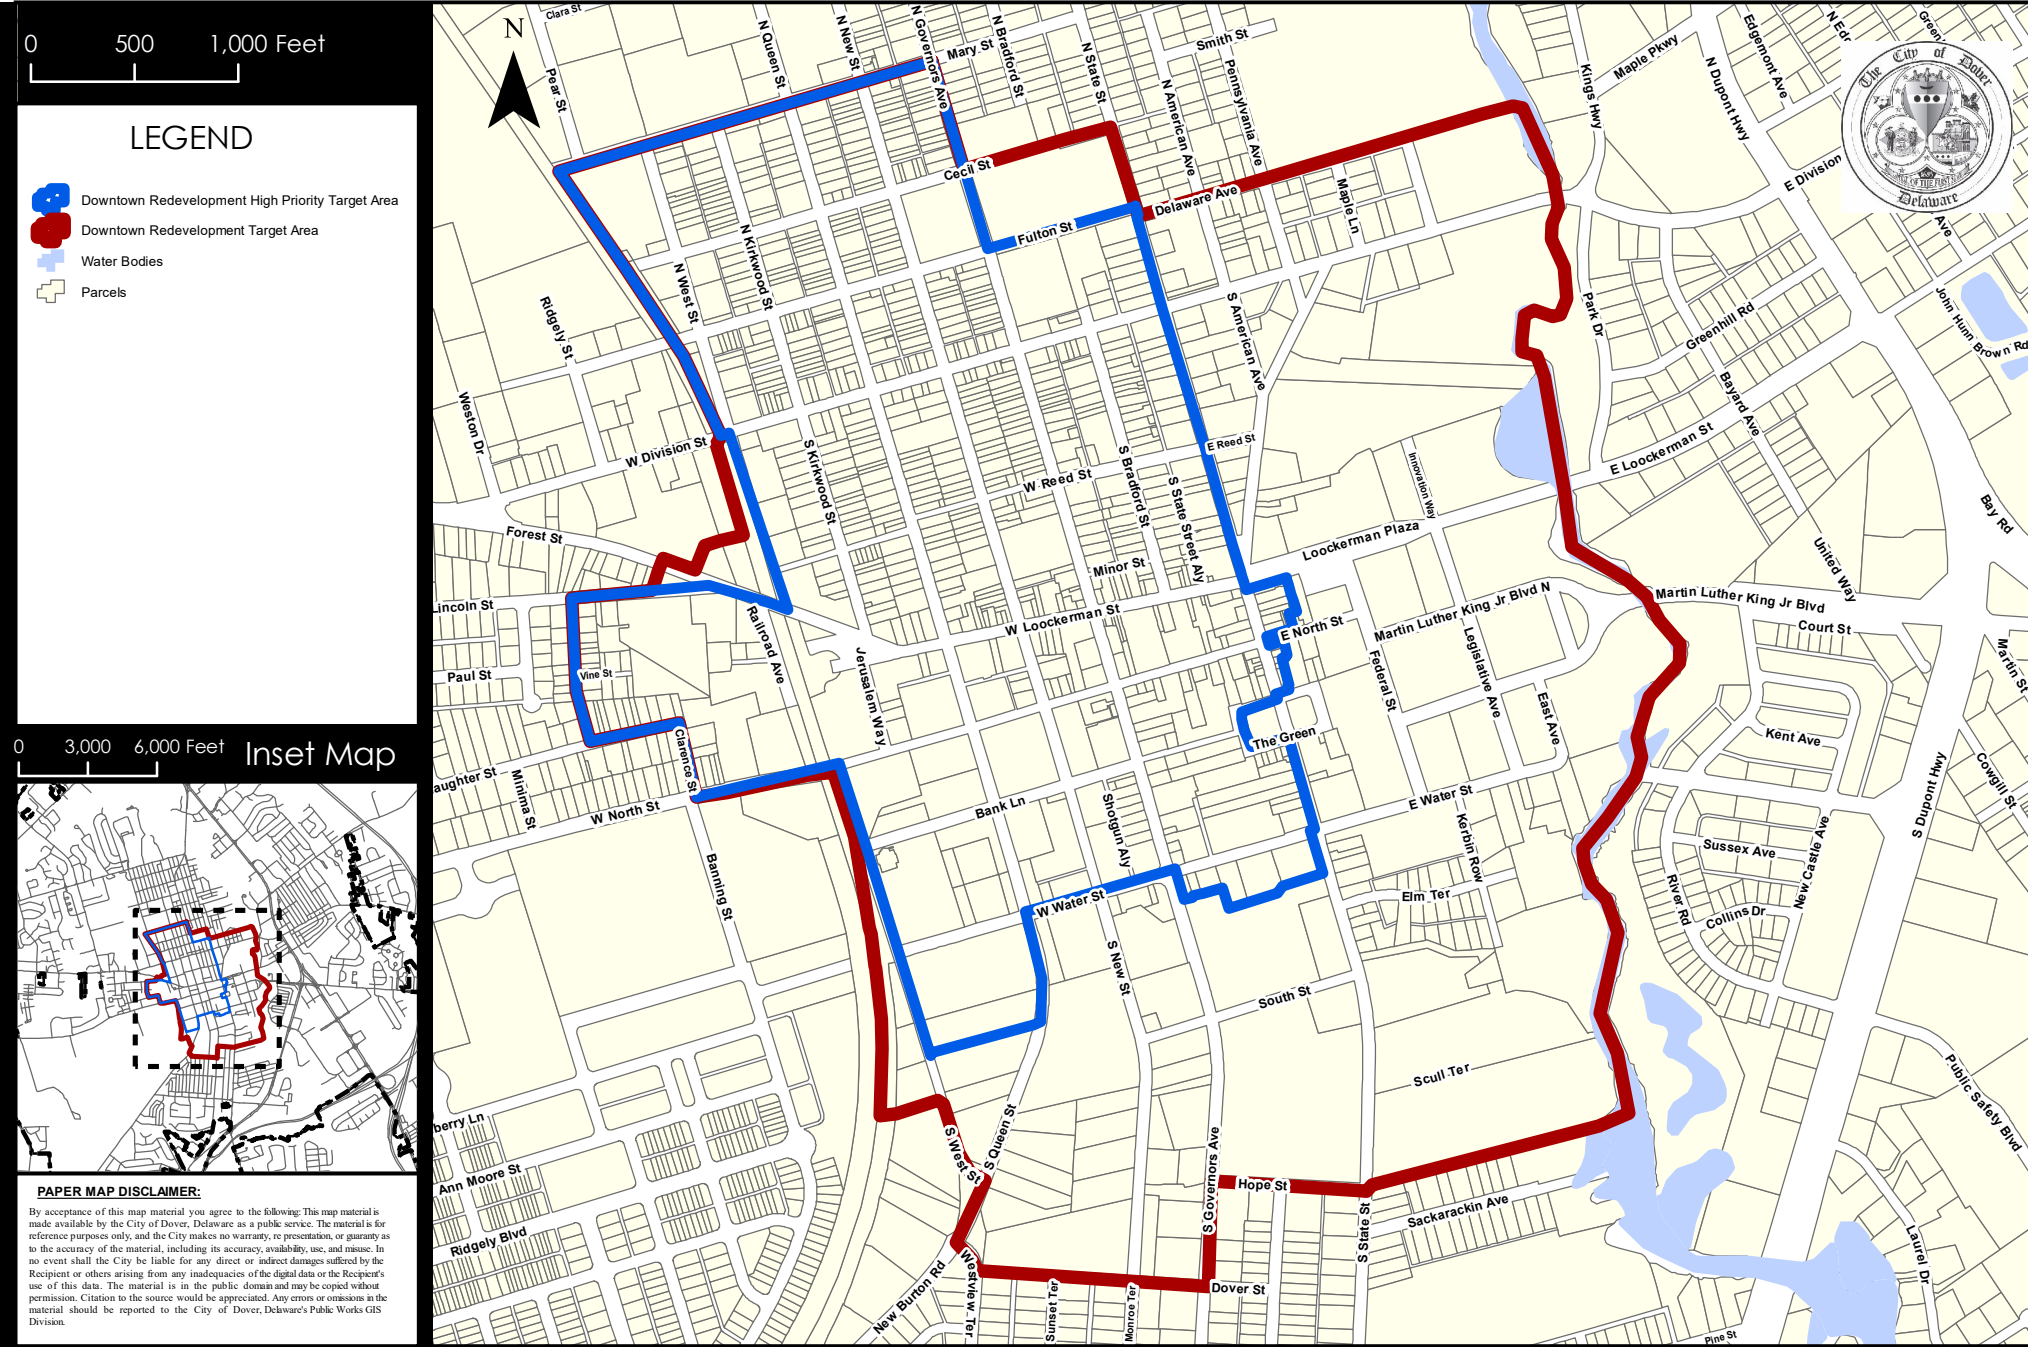 0 500 1,000 Feet
LEGEND
Downtown Redevelopment High Priority Target Area
Downtown Redevelopment Target Area
Water Bodies
Parcels
0 3,000 6,000 Feet
Inset Map
PAPER MAP DISCLAIMER:
By acceptance of this map material you agree to the following: This map material is
made available by the City of Dover, Delaware as a public service. The material is for
reference purposes only, and the City makes no warranty, re presentation, or guaranty as
to the accuracy of the material, including its accuracy, availability, use, and misuse. In
no event shall the City be liable for any direct or indirect damages suffered by the
Recipient or others arising from any inadequacies of the digital data or the Recipient's
use of this data. The material is in the public domain and may be copied without
permission. Citation to the source would be appreciated. Any errors or omissions in the
material should be reported to the City of Dover, Delaware's Public Works GIS
Division.
N
Clara St
Pear St
N Queen St
N New St
N Governors Ave
Mary St
N Bradford St
N State St
Smith St
N American Ave
Pennsylvania Ave
Kings Hwy
Maple Pkwy
N Dupont Hwy
Edgemont Ave
The City of Dover
Delaware
E Division
Ave
Cecil St
Delaware Ave
Maple Ln
Fulton St
N Kirkwood St
N West St
Ridgely St
Weston Dr
W Division St
S American Ave
Park Dr
Greenhill Rd
Bayard Ave
John Hunn Brown Rd
E Loockerman St
Bay Rd
United Way
Forest St
Lincoln St
Paul St
Vine St
Railroad Ave
Jerusalem Way
S Kirkwood St
W Reed St
E Reed St
S Bradford St
S State Street Aly
Minor St
W Loockerman St
Loockerman Plaza
Innovation Way
E North St
Martin Luther King Jr Blvd N
Martin Luther King Jr Blvd
Court St
Martin St
Federal St
Legislative Ave
East Ave
The Green
Kent Ave
Cowgill St
S Dupont Hwy
aughter St
Minima St
Clarence St
W North St
Banning St
Bank Ln
Shotgun Aly
E Water St
Kerbin Row
Sussex Ave
New Castle Ave
River Rd
Collins Dr
Elm Ter
W Water St
S New St
South St
Scull Ter
Public Safety Blvd
berry Ln
Ann Moore St
Ridgely Blvd
S West St
S Queen St
S Governors Ave
Hope St
S State St
Sackarackin Ave
Laurel Dr
New Burton Rd
Westview Ter
Sunset Ter
Monroe Ter
Dover St
Pine St